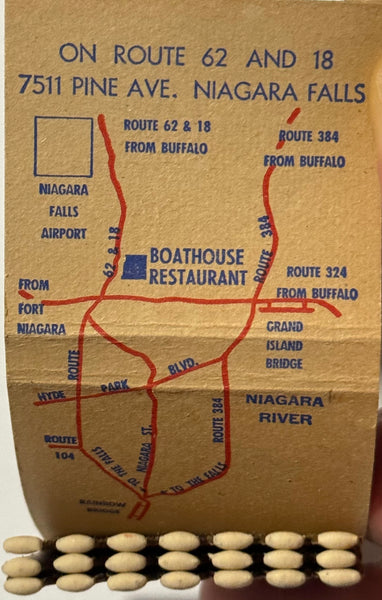 ON ROUTE 62 AND 18
7511 PINE AVE. NIAGARA FALLS
ROUTE 62 & 18
FROM BUFFALO
ROUTE 384
FROM BUFFALO
NIAGARA
FALLS
AIRPORT
62 & 18
ROUTE 384
BOATHOUSE
RESTAURANT
ROUTE 324
FROM BUFFALO
FROM
FORT
NIAGARA
GRAND
ISLAND
BRIDGE
ROUTE
HYDE PARK BLVD.
NIAGARA
RIVER
ROUTE 384
ROUTE
104
TO THE FALLS
NIAGARA ST.
TO THE FALLS
RAINBOW
BRIDGE